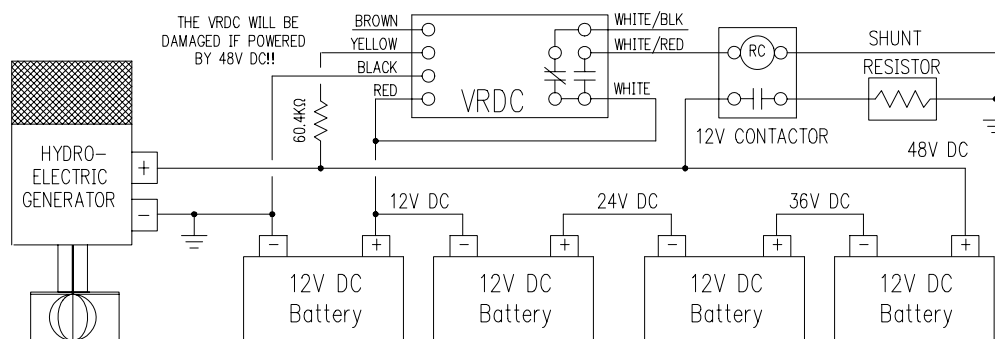 THE VRDC WILL BE
DAMAGED IF POWERED
BY 48V DC!!
BROWN
YELLOW
BLACK
RED
VRDC
WHITE/BLK
WHITE/RED
WHITE
RC
SHUNT
RESISTOR
12V CONTACTOR
60.4KΩ
48V DC
HYDRO-
ELECTRIC
GENERATOR
+
-
12V DC
24V DC
36V DC
- +
- +
- +
- +
12V DC
Battery
12V DC
Battery
12V DC
Battery
12V DC
Battery